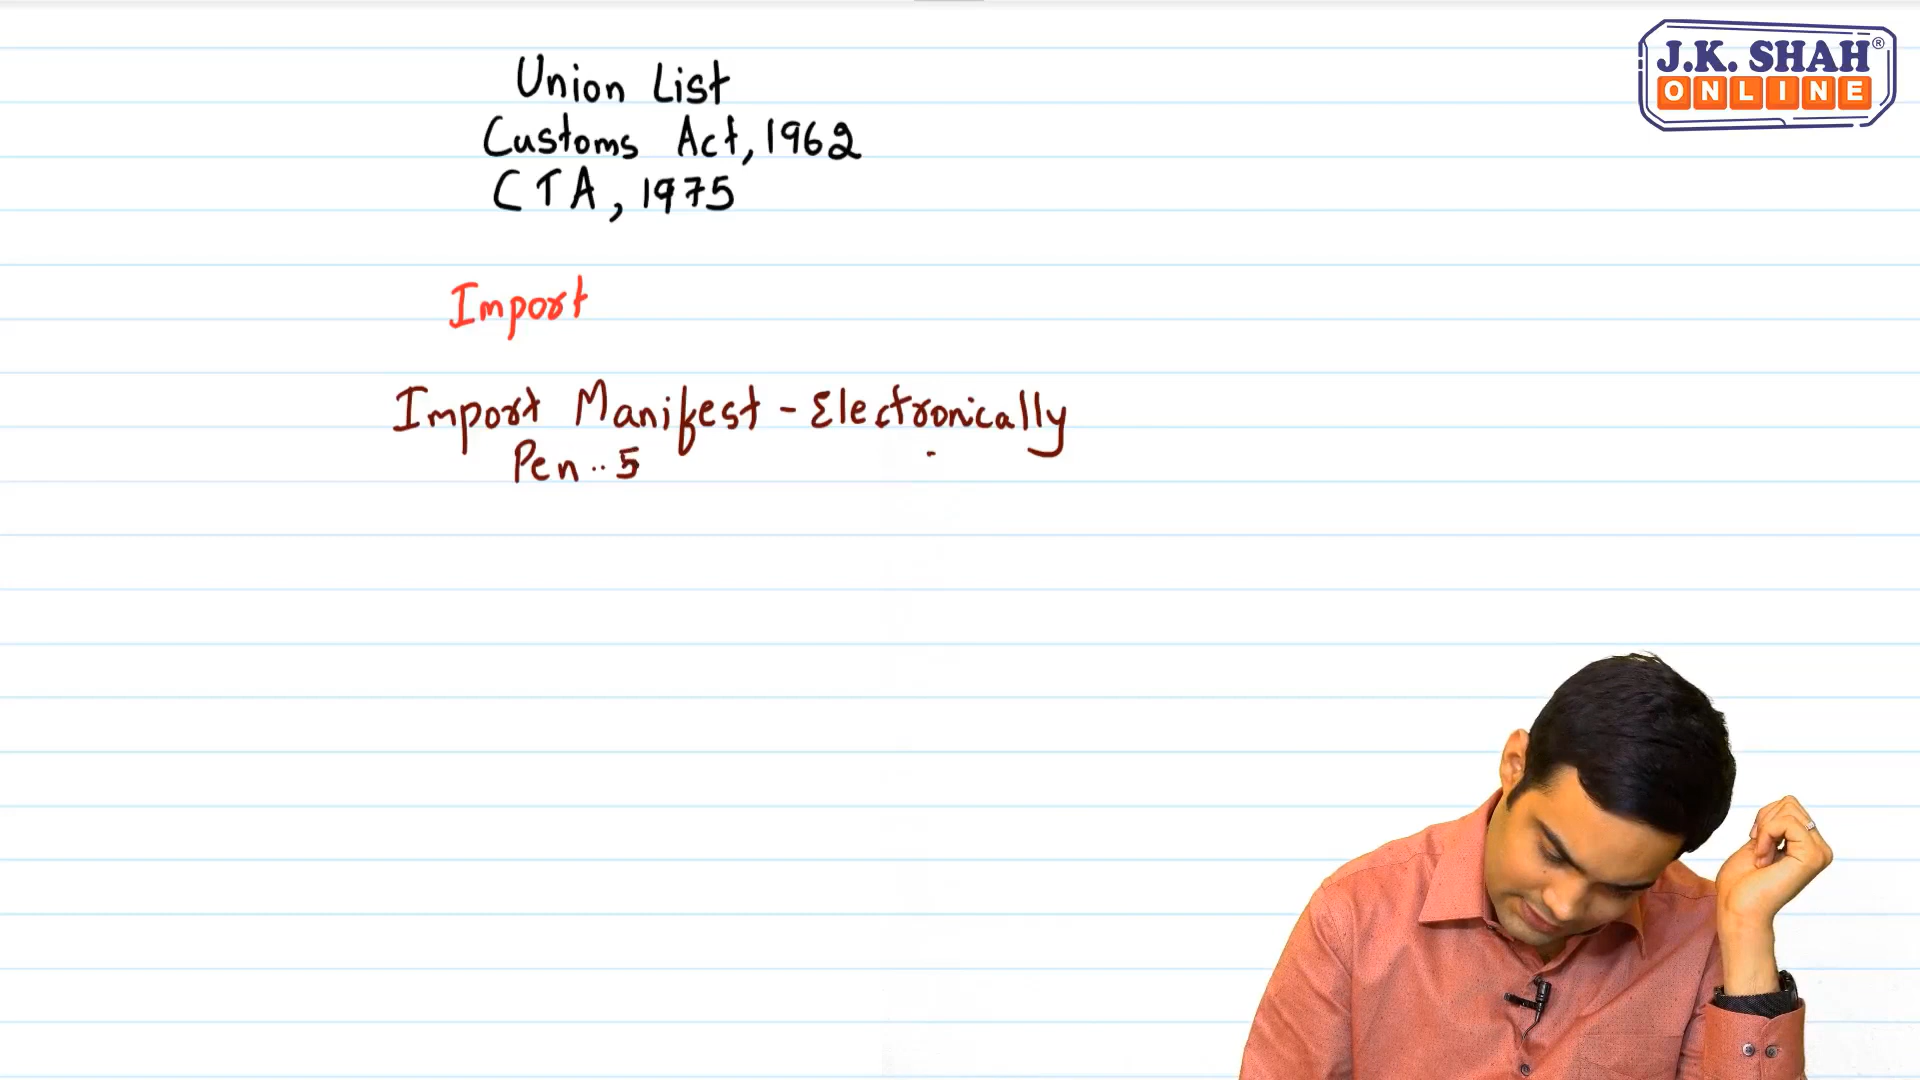 J.K. SHAH®
ONLINE
Union List
Customs Act, 1962
CTA, 1975
Import
Import Manifest - Electronically
Pen .. 5